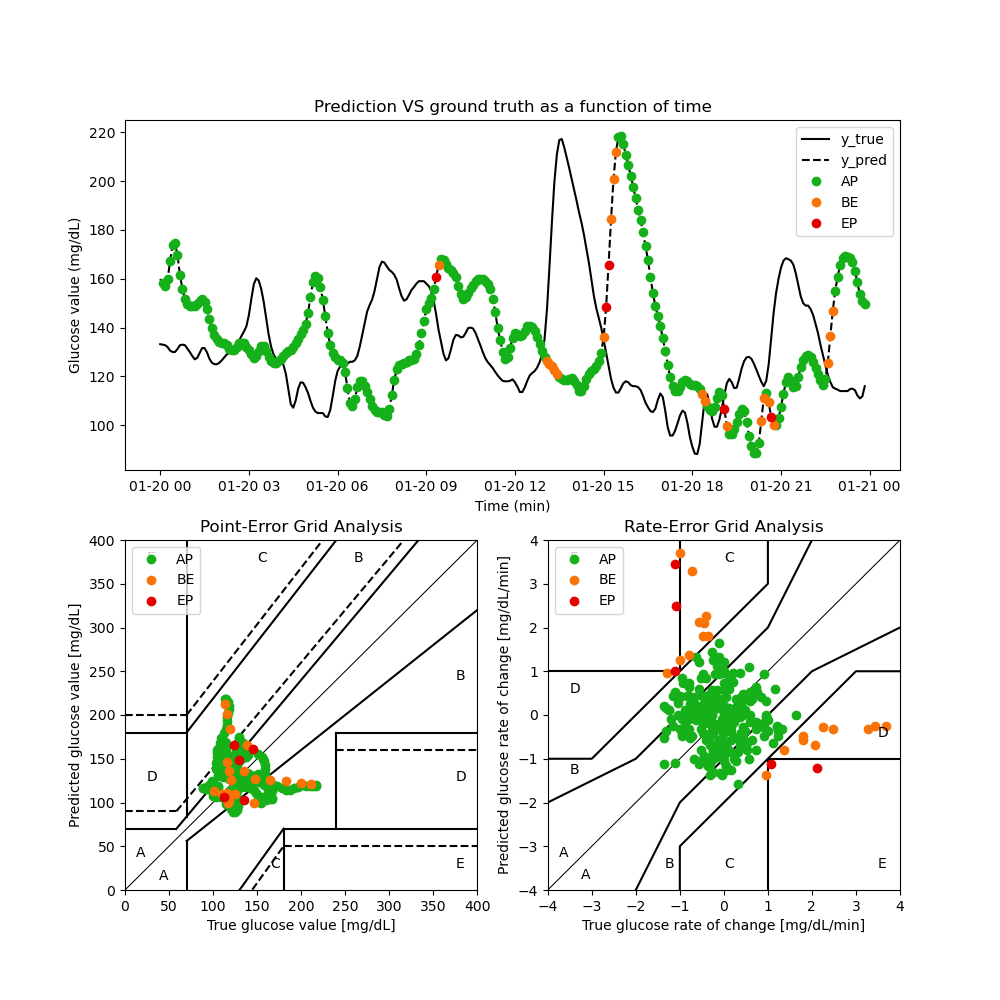 Prediction VS ground truth as a function of time
Glucose value (mg/dL)
220
200
180
160
140
120
100
y_true
y_pred
AP
BE
EP
01-20 00 01-20 03 01-20 06 01-20 09 01-20 12 01-20 15 01-20 18 01-20 21 01-21 00
Time (min)
Point-Error Grid Analysis
Predicted glucose value [mg/dL]
400
350
300
250
200
150
100
50
0
AP
BE
EP
C
B
B
D
D
A
A
C
E
0 50 100 150 200 250 300 350 400
True glucose value [mg/dL]
Rate-Error Grid Analysis
Predicted glucose rate of change [mg/dL/min]
4
3
2
1
0
−1
−2
−3
−4
AP
BE
EP
C
D
D
B
A
A
B
C
E
−4 −3 −2 −1 0 1 2 3 4
True glucose rate of change [mg/dL/min]